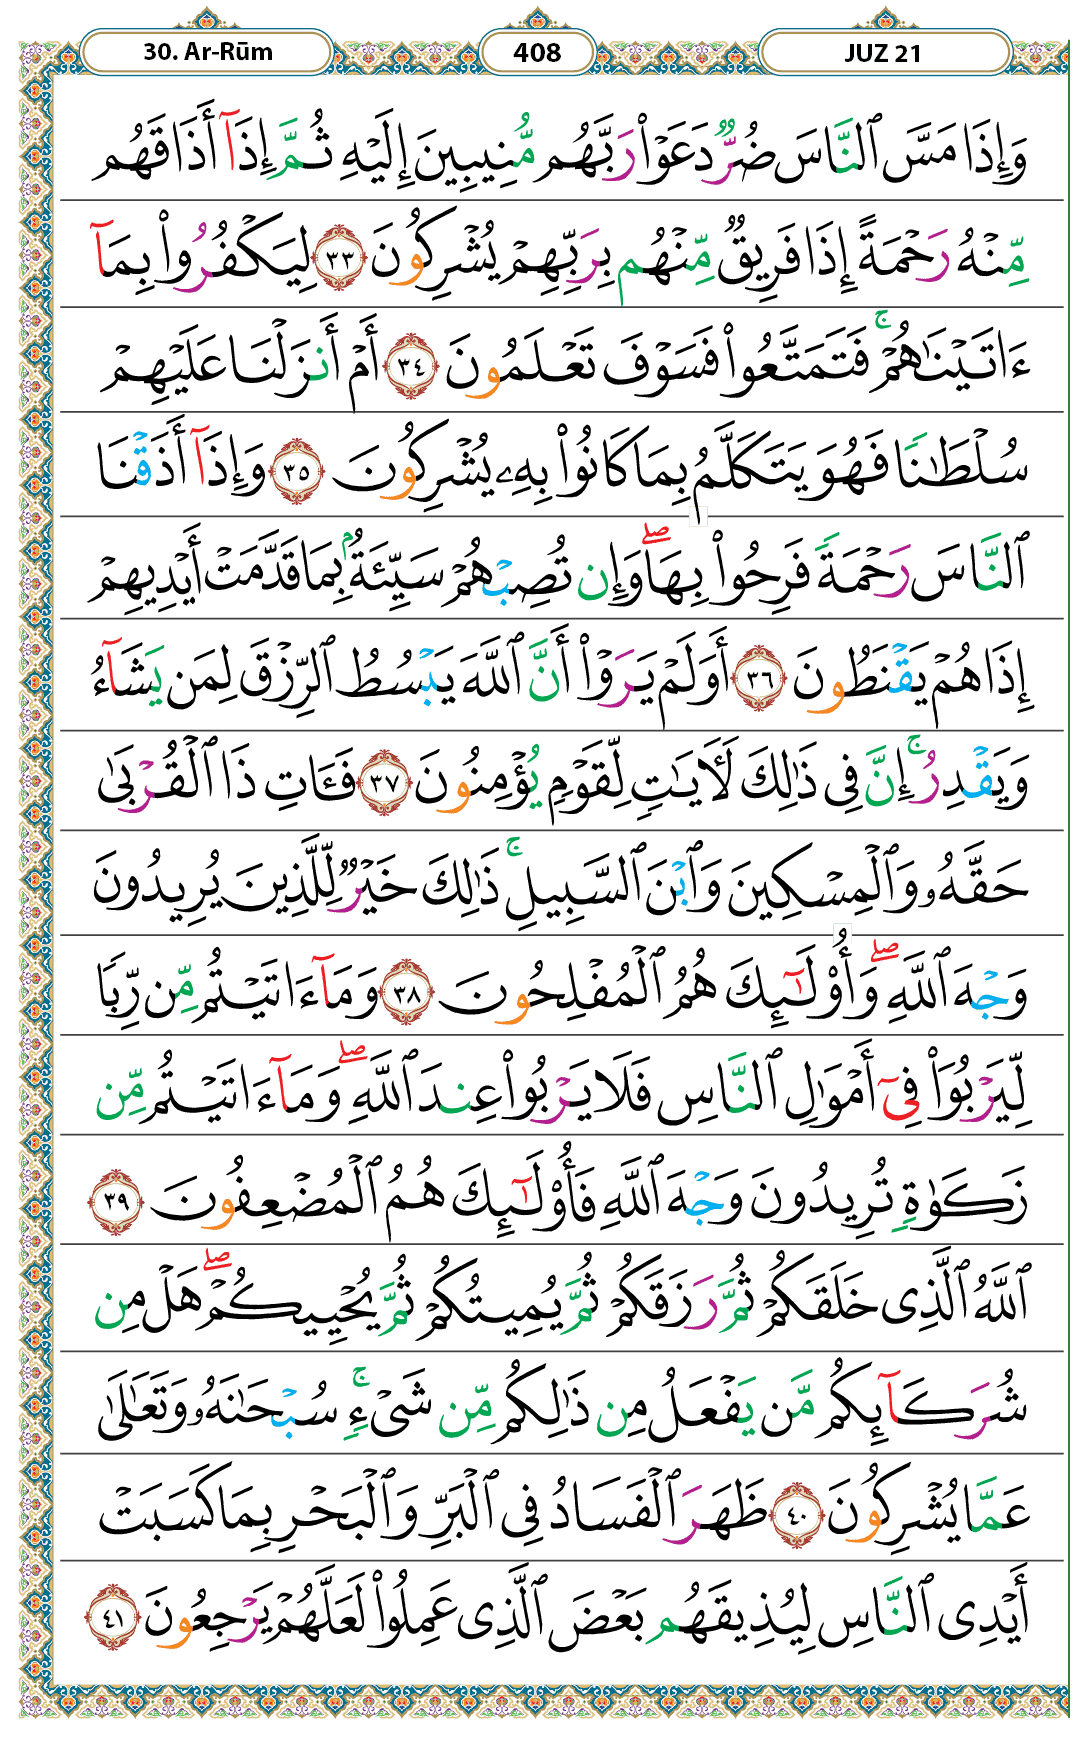 30. Ar-Rūm
408
JUZ 21
وَإِذَا مَسَّ ٱلنَّاسَ ضُرٌّ دَعَوْا۟ رَبَّهُم مُّنِيبِينَ إِلَيْهِ ثُمَّ إِذَآ أَذَاقَهُم
مِّنْهُ رَحْمَةً إِذَا فَرِيقٌ مِّنْهُم بِرَبِّهِمْ يُشْرِكُونَ ٣٣ لِيَكْفُرُوا۟ بِمَآ
ءَاتَيْنَـٰهُمْ ۚ فَتَمَتَّعُوا۟ فَسَوْفَ تَعْلَمُونَ ٣٤ أَمْ أَنزَلْنَا عَلَيْهِمْ
سُلْطَـٰنًا فَهُوَ يَتَكَلَّمُ بِمَا كَانُوا۟ بِهِۦ يُشْرِكُونَ ٣٥ وَإِذَآ أَذَقْنَا
ٱلنَّاسَ رَحْمَةً فَرِحُوا۟ بِهَا ۖ وَإِن تُصِبْهُمْ سَيِّئَةٌۢ بِمَا قَدَّمَتْ أَيْدِيهِمْ
إِذَا هُمْ يَقْنَطُونَ ٣٦ أَوَلَمْ يَرَوْا۟ أَنَّ ٱللَّهَ يَبْسُطُ ٱلرِّزْقَ لِمَن يَشَآءُ
وَيَقْدِرُ ۚ إِنَّ فِى ذَٰلِكَ لَـَٔايَـٰتٍ لِّقَوْمٍ يُؤْمِنُونَ ٣٧ فَـَٔاتِ ذَا ٱلْقُرْبَىٰ
حَقَّهُۥ وَٱلْمِسْكِينَ وَٱبْنَ ٱلسَّبِيلِ ۚ ذَٰلِكَ خَيْرٌ لِّلَّذِينَ يُرِيدُونَ
وَجْهَ ٱللَّهِ ۖ وَأُو۟لَـٰٓئِكَ هُمُ ٱلْمُفْلِحُونَ ٣٨ وَمَآ ءَاتَيْتُم مِّن رِّبًا
لِّيَرْبُوَا۟ فِىٓ أَمْوَٰلِ ٱلنَّاسِ فَلَا يَرْبُوا۟ عِندَ ٱللَّهِ ۖ وَمَآ ءَاتَيْتُم مِّن
زَكَوٰةٍ تُرِيدُونَ وَجْهَ ٱللَّهِ فَأُو۟لَـٰٓئِكَ هُمُ ٱلْمُضْعِفُونَ ٣٩
ٱللَّهُ ٱلَّذِى خَلَقَكُمْ ثُمَّ رَزَقَكُمْ ثُمَّ يُمِيتُكُمْ ثُمَّ يُحْيِيكُمْ ۖ هَلْ مِن
شُرَكَآئِكُم مَّن يَفْعَلُ مِن ذَٰلِكُم مِّن شَىْءٍ ۚ سُبْحَـٰنَهُۥ وَتَعَـٰلَىٰ
عَمَّا يُشْرِكُونَ ٤٠ ظَهَرَ ٱلْفَسَادُ فِى ٱلْبَرِّ وَٱلْبَحْرِ بِمَا كَسَبَتْ
أَيْدِى ٱلنَّاسِ لِيُذِيقَهُم بَعْضَ ٱلَّذِى عَمِلُوا۟ لَعَلَّهُمْ يَرْجِعُونَ ٤١